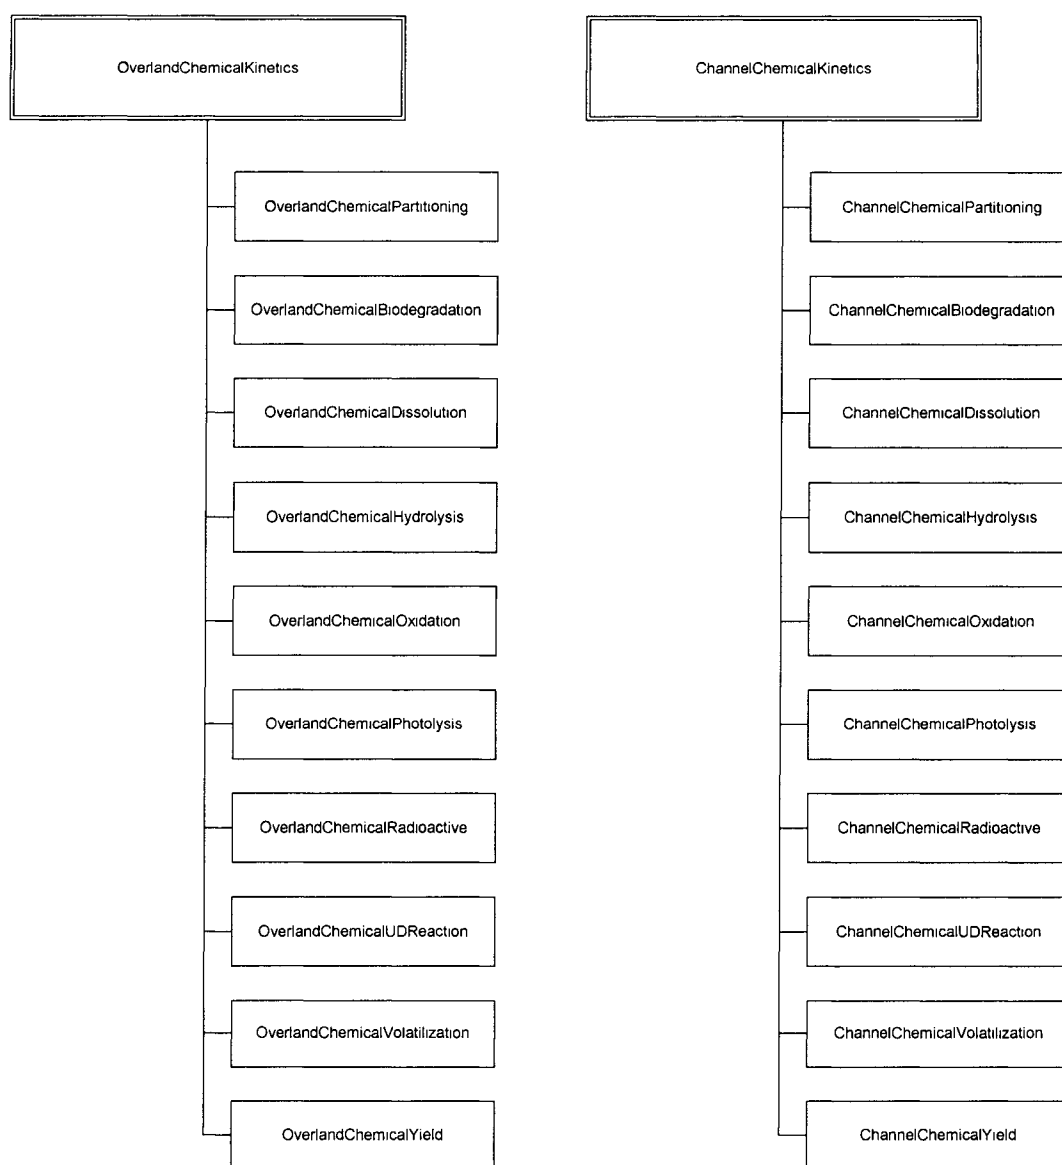 OverlandChemicalKinetics
OverlandChemicalPartitioning
OverlandChemicalBiodegradation
OverlandChemicalDissolution
OverlandChemicalHydrolysis
OverlandChemicalOxidation
OverlandChemicalPhotolysis
OverlandChemicalRadioactive
OverlandChemicalUDReaction
OverlandChemicalVolatilization
OverlandChemicalYield
ChannelChemicalKinetics
ChannelChemicalPartitioning
ChannelChemicalBiodegradation
ChannelChemicalDissolution
ChannelChemicalHydrolysis
ChannelChemicalOxidation
ChannelChemicalPhotolysis
ChannelChemicalRadioactive
ChannelChemicalUDReaction
ChannelChemicalVolatilization
ChannelChemicalYield